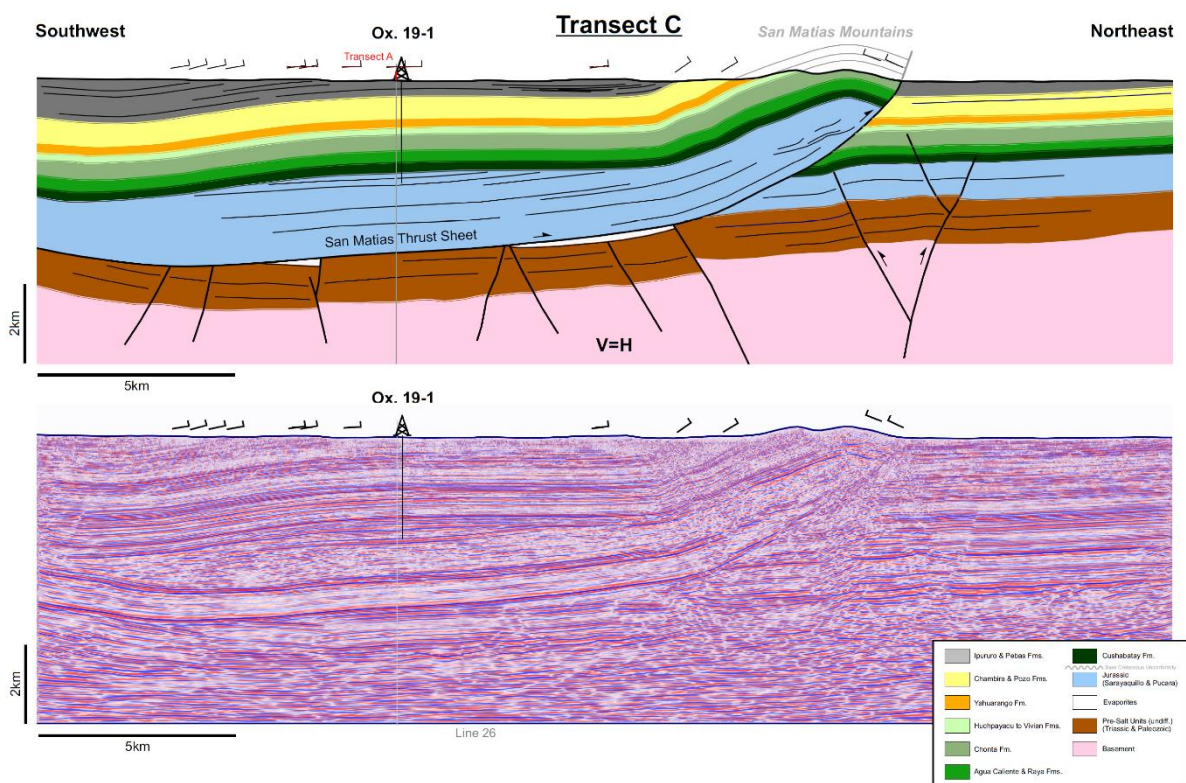 Southwest
Ox. 19-1
Transect C
San Matias Mountains
Northeast
Transect A
San Matias Thrust Sheet
2km
V=H
5km
Ox. 19-1
2km
5km
Line 26
Ipururo & Pebas Fms.
Chambira & Pozo Fms.
Yahuarango Fm.
Huchpayacu to Vivian Fms.
Chonta Fm.
Agua Caliente & Raya Fms.
Cushabatay Fm.
Base Cretaceous Unconformity
Jurassic
(Sarayaquillo & Pucara)
Evaporites
Pre-Salt Units (undiff.)
(Triassic & Paleozoic)
Basement